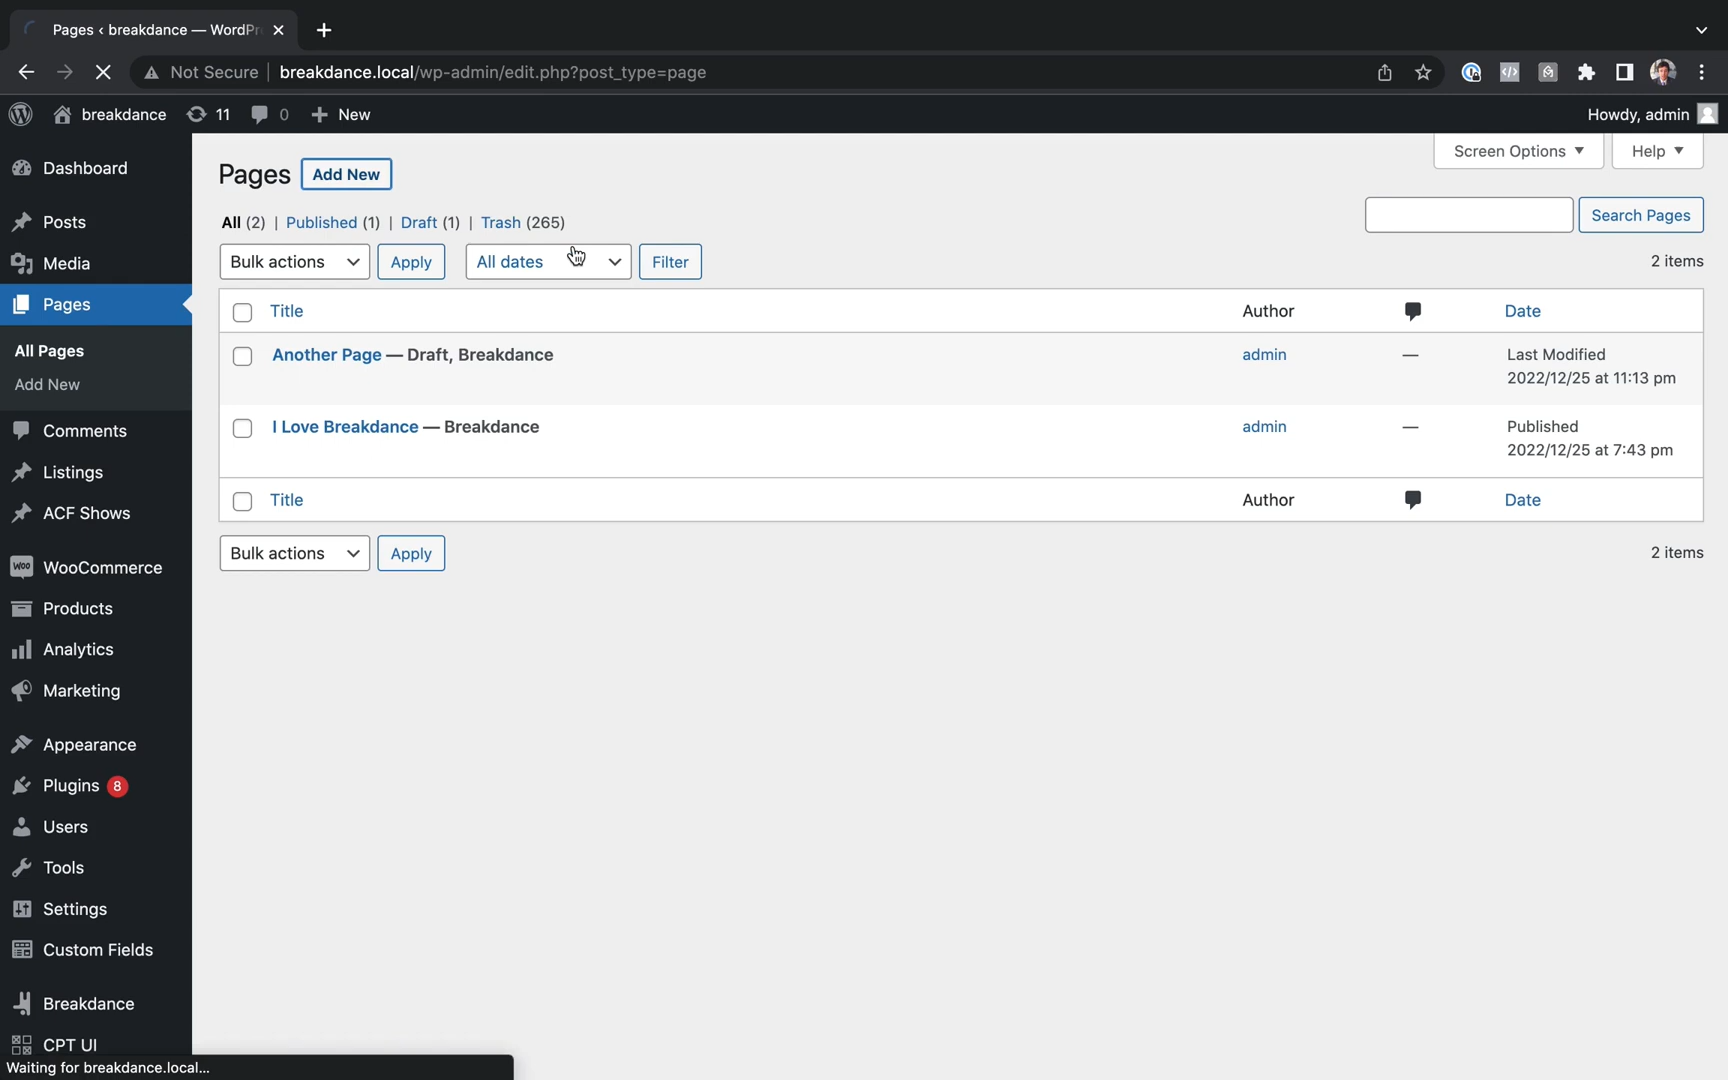 Pages ‹ breakdance — WordPr
Not Secure | breakdance.local/wp-admin/edit.php?post_type=page
breakdance 11 0 + New Howdy, admin
Screen Options Help
Dashboard
Posts
Media
Pages
All Pages
Add New
Comments
Listings
ACF Shows
WooCommerce
Products
Analytics
Marketing
Appearance
Plugins 8
Users
Tools
Settings
Custom Fields
Breakdance
CPT UI
Pages Add New
All (2) | Published (1) | Draft (1) | Trash (265)
Search Pages
Bulk actions Apply All dates Filter 2 items
Title Author Date
Another Page — Draft, Breakdance admin — Last Modified
2022/12/25 at 11:13 pm
I Love Breakdance — Breakdance admin — Published
2022/12/25 at 7:43 pm
Title Author Date
Bulk actions Apply 2 items
Waiting for breakdance.local...